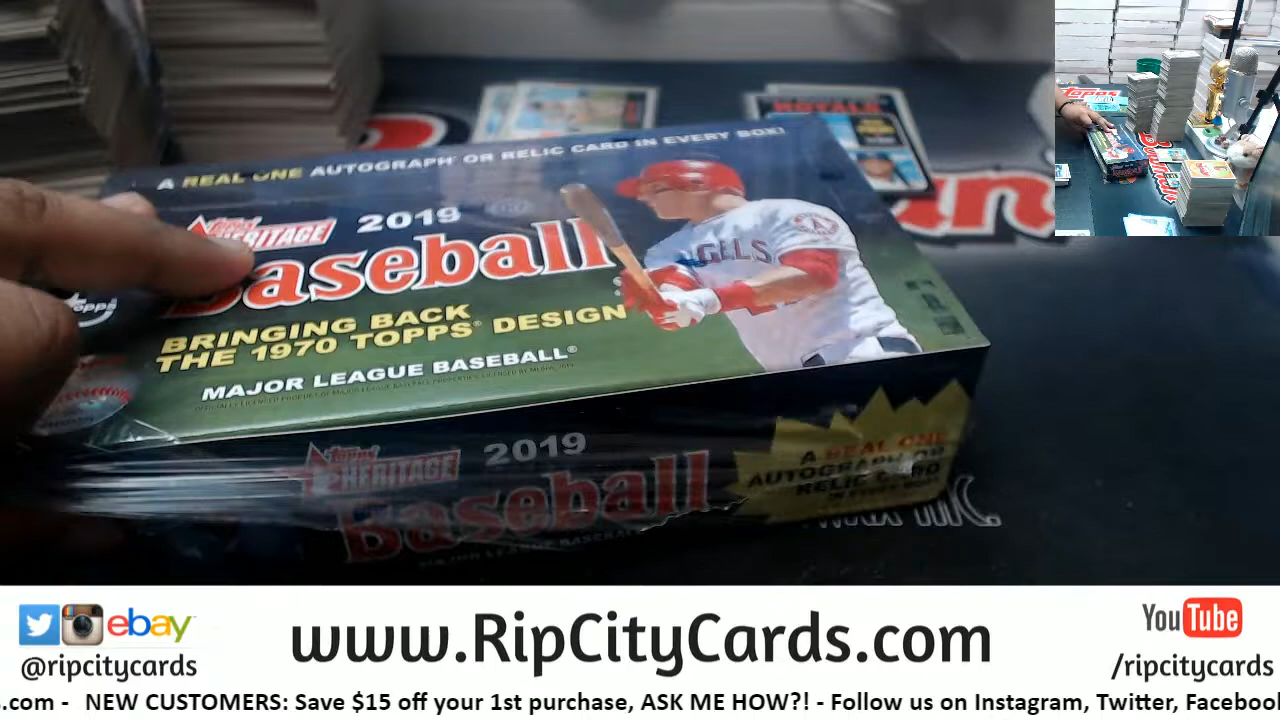 A REAL ONE AUTOGRAPH OR RELIC CARD IN EVERY BOX!
Topps HERITAGE 2019
Baseball
BRINGING BACK
THE 1970 TOPPS® DESIGN
MAJOR LEAGUE BASEBALL®
ANGELS
topps
Topps HERITAGE 2019
Baseball
A REAL ONE
AUTOGRAPH OR
RELIC CARD
ROYALS
Topps
Bowman
ebay
@ripcitycards
www.RipCityCards.com
YouTube
/ripcitycards
s.com - NEW CUSTOMERS: Save $15 off your 1st purchase, ASK ME HOW?! - Follow us on Instagram, Twitter, Facebook